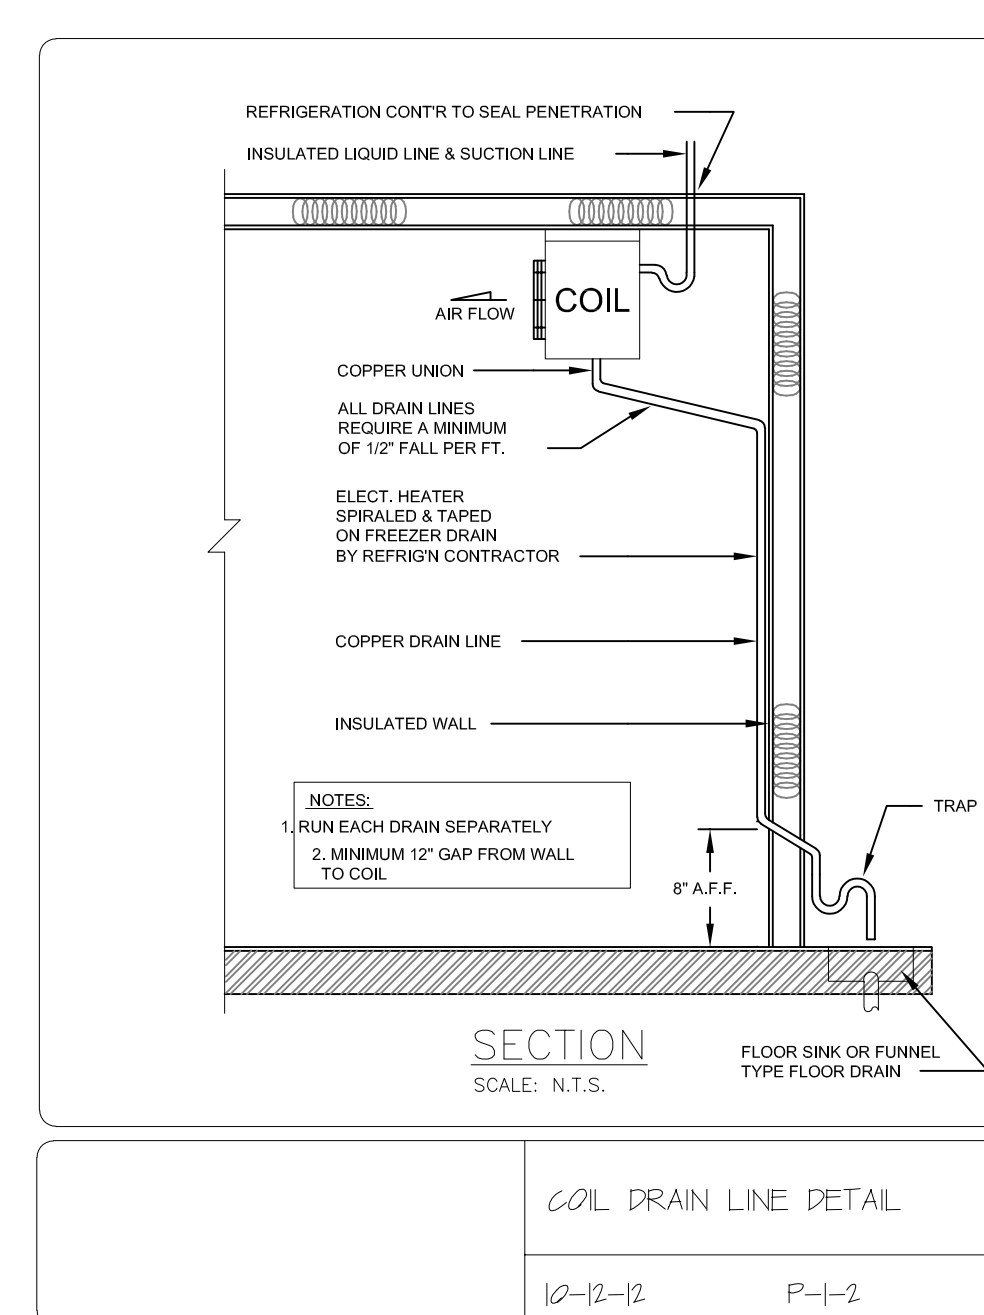 REFRIGERATION CONT'R TO SEAL PENETRATION
INSULATED LIQUID LINE & SUCTION LINE
COIL
AIR FLOW
COPPER UNION
ALL DRAIN LINES
REQUIRE A MINIMUM
OF 1/2" FALL PER FT.
ELECT. HEATER
SPIRALED & TAPED
ON FREEZER DRAIN
BY REFRIG'N CONTRACTOR
COPPER DRAIN LINE
INSULATED WALL
NOTES:
1. RUN EACH DRAIN SEPARATELY
2. MINIMUM 12" GAP FROM WALL
TO COIL
TRAP
8" A.F.F.
SECTION
SCALE: N.T.S.
FLOOR SINK OR FUNNEL
TYPE FLOOR DRAIN
COIL DRAIN LINE DETAIL
10-12-12
P-1-2